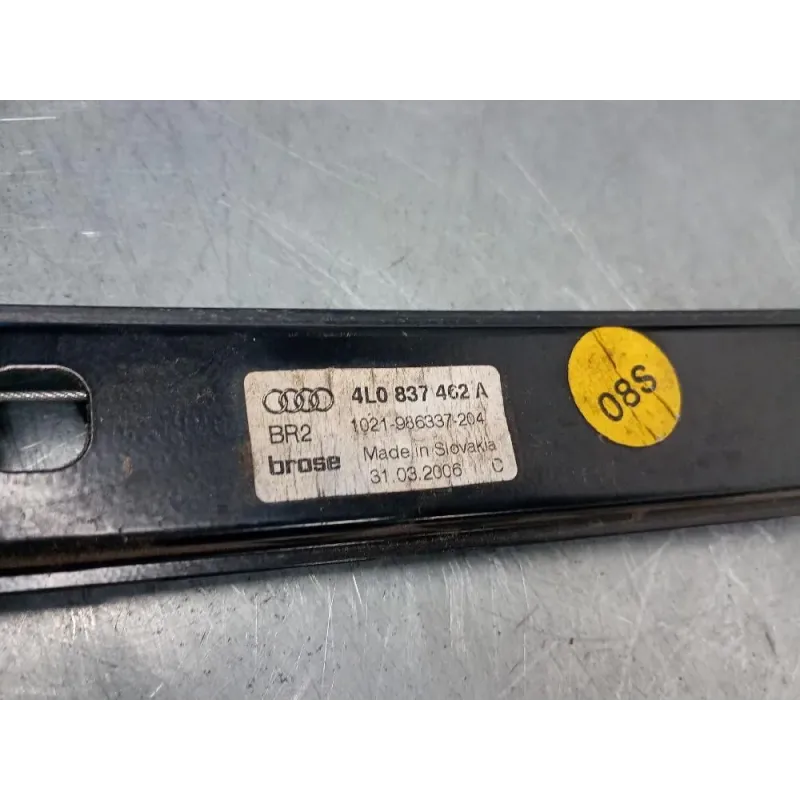 4L0 837 462 A
BR2 1021-986337-204
brose Made in Slovakia
31.03.2006 C
08S